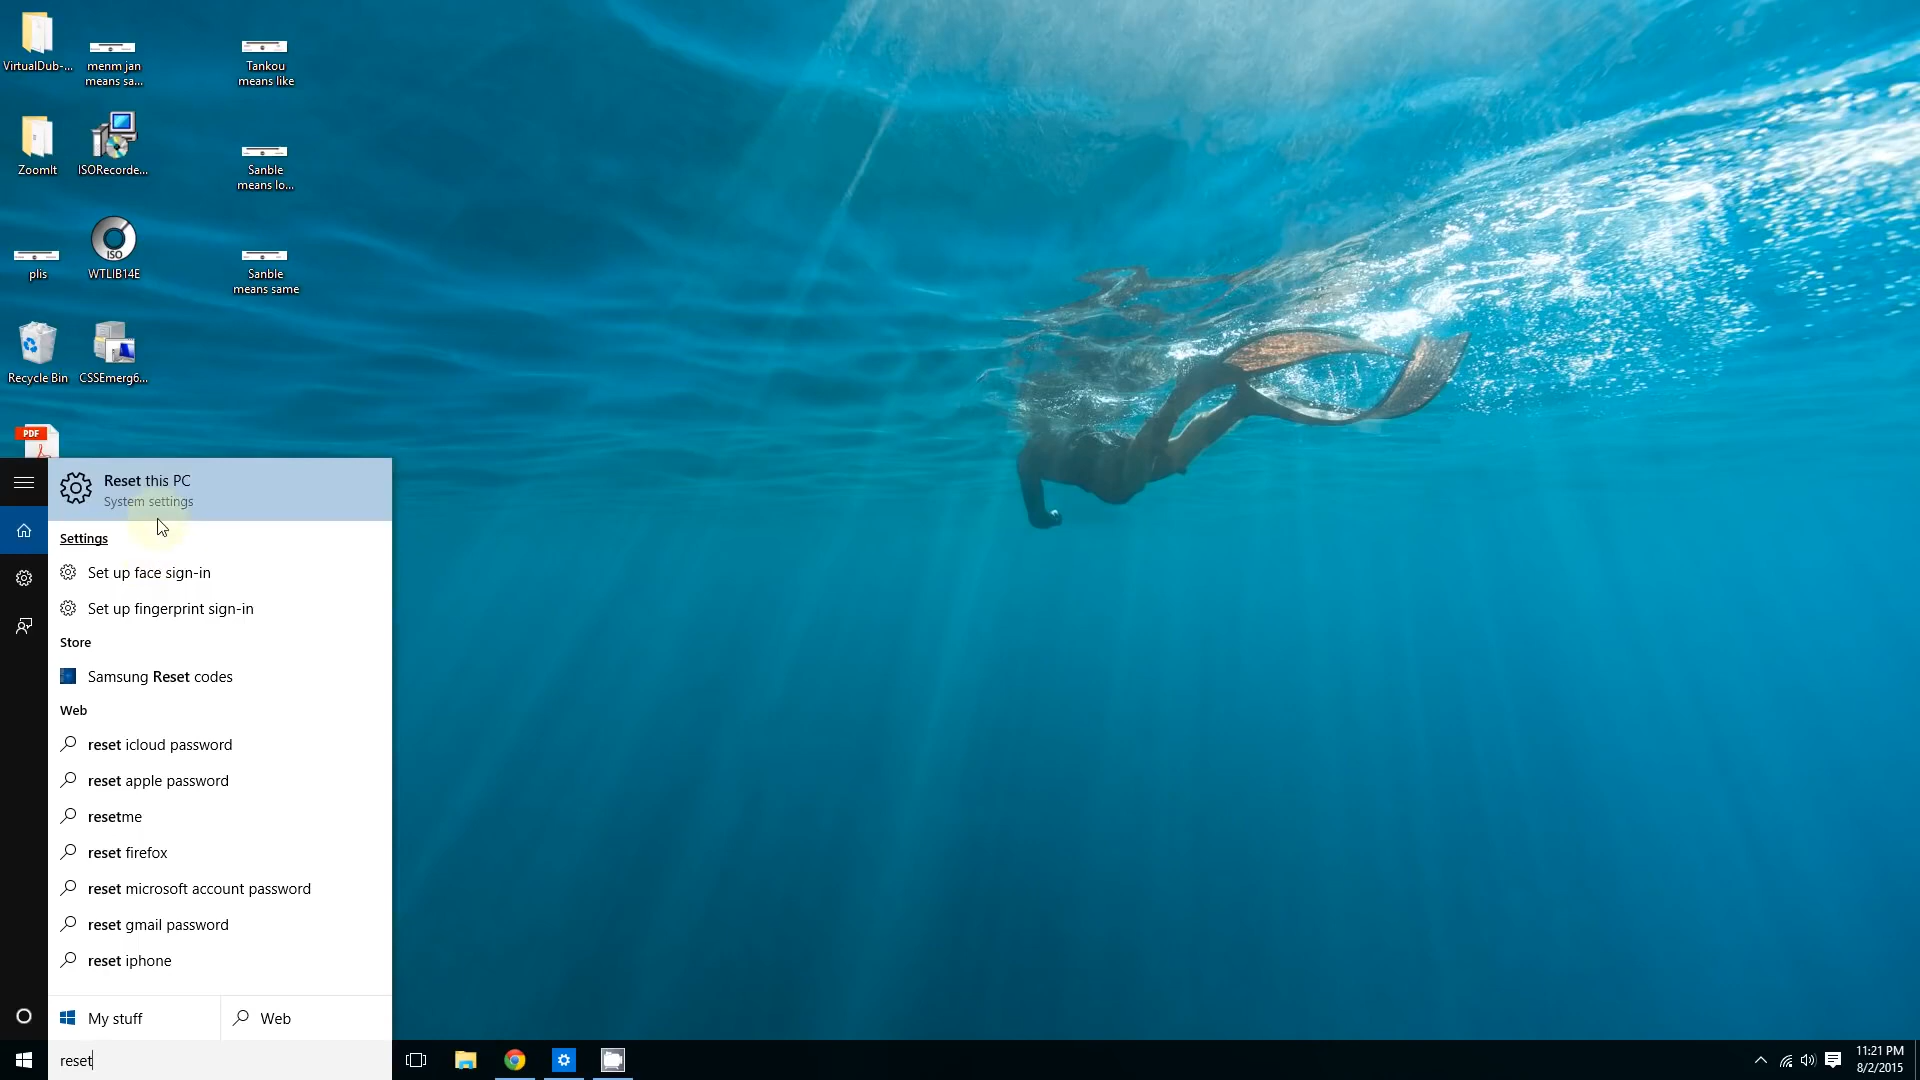 VirtualDub-...
menm jan
means sa...
Tankou
means like
ZoomIt
ISORecorde...
Sanble
means lo...
plis
ISO
WTLIB14E
Sanble
means same
Recycle Bin
CSSEmerg6...
PDF
Reset this PC
System settings
Settings
Set up face sign-in
Set up fingerprint sign-in
Store
Samsung Reset codes
Web
reset icloud password
reset apple password
resetme
reset firefox
reset microsoft account password
reset gmail password
reset iphone
My stuff
Web
reset
11:21 PM
8/2/2015